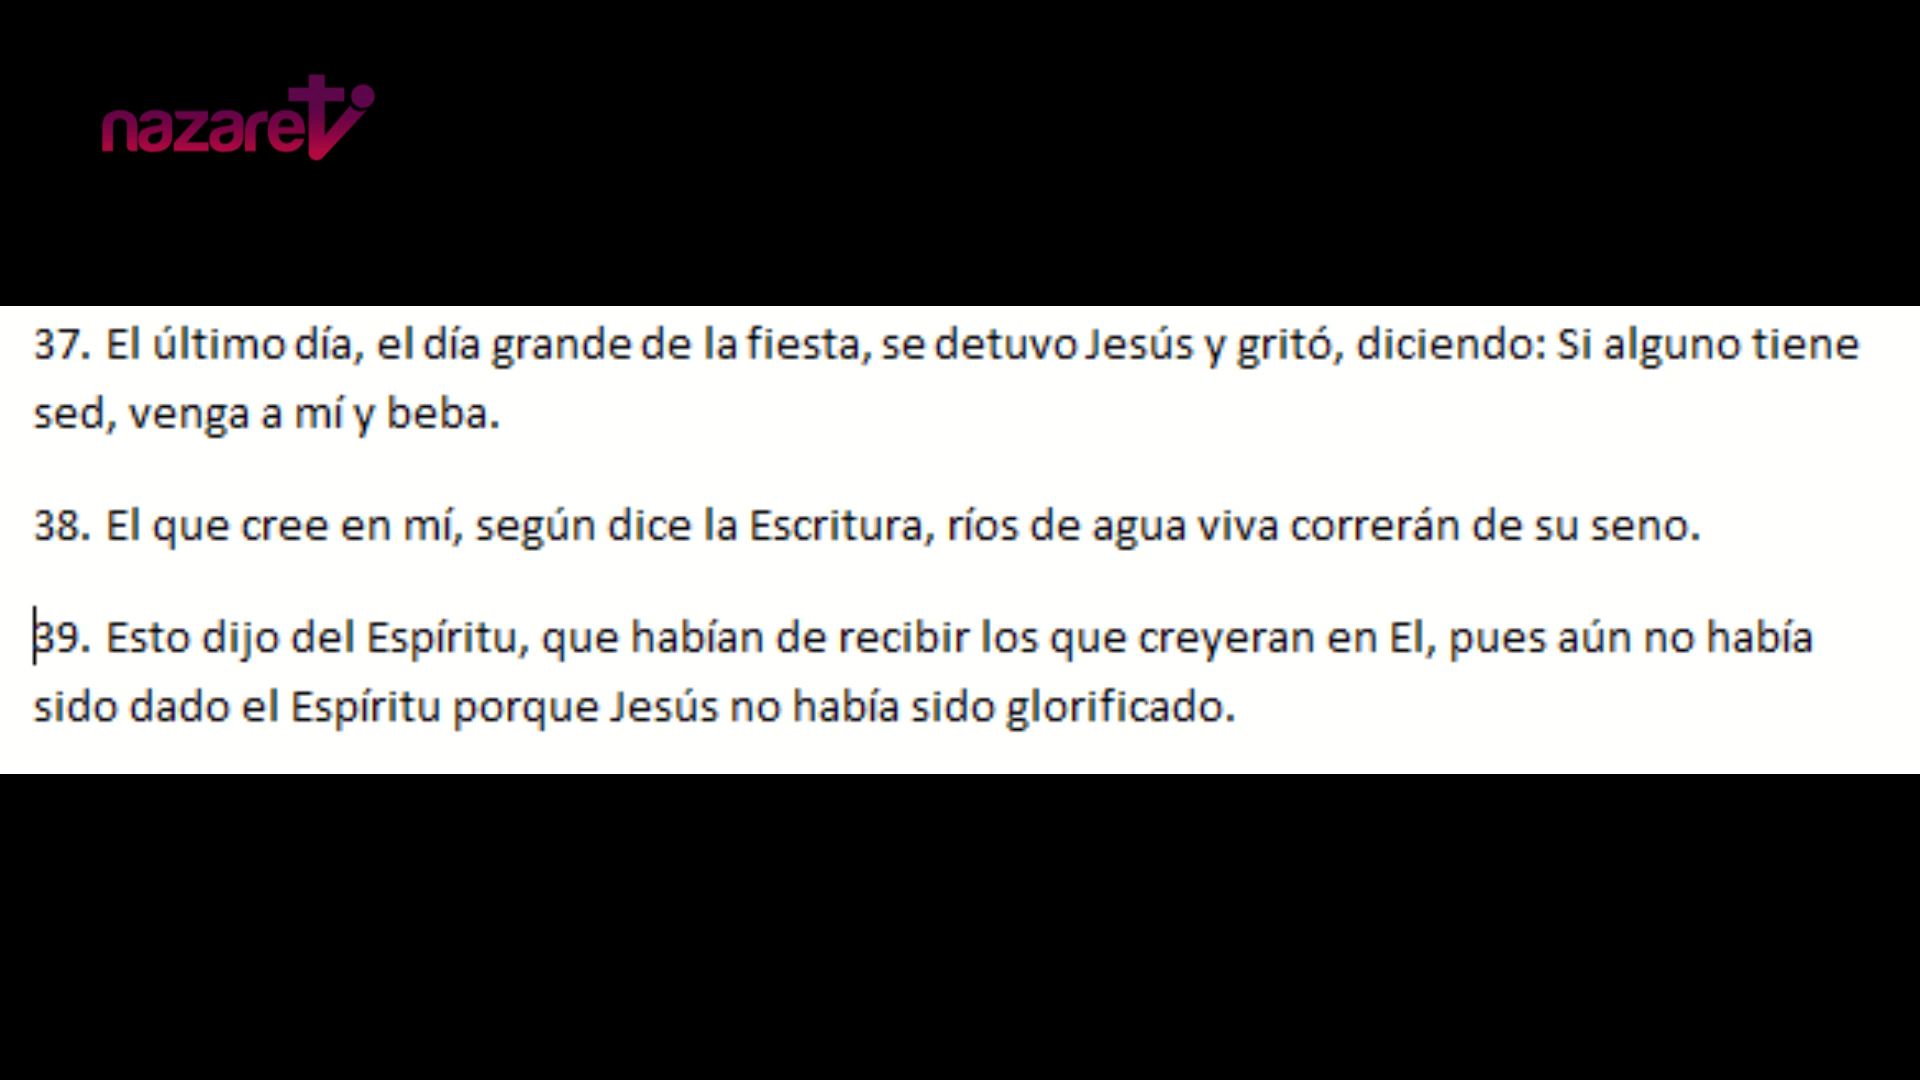 nazaretv
37. El último día, el día grande de la fiesta, se detuvo Jesús y gritó, diciendo: Si alguno tiene
sed, venga a mí y beba.
38. El que cree en mí, según dice la Escritura, ríos de agua viva correrán de su seno.
39. Esto dijo del Espíritu, que habían de recibir los que creyeran en El, pues aún no había
sido dado el Espíritu porque Jesús no había sido glorificado.